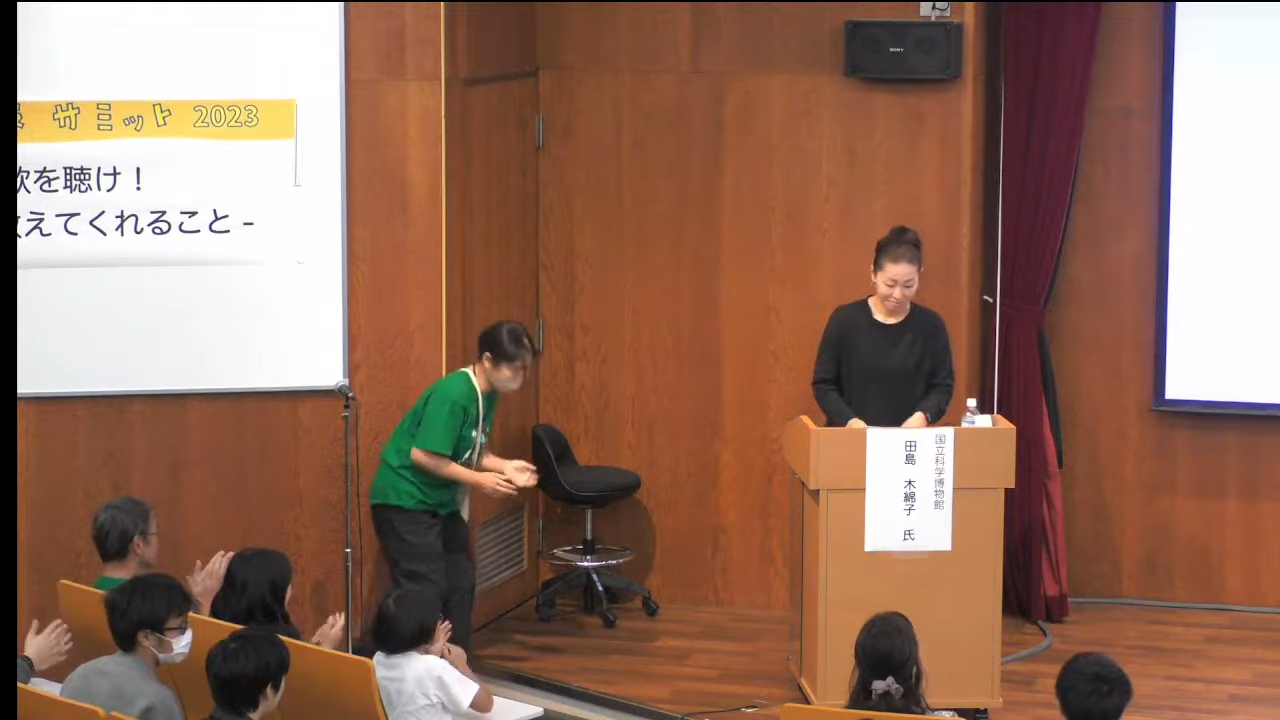 サミット 2023
歌を聴け！
教えてくれること -
SONY
国立科学博物館
田島 木綿子 氏